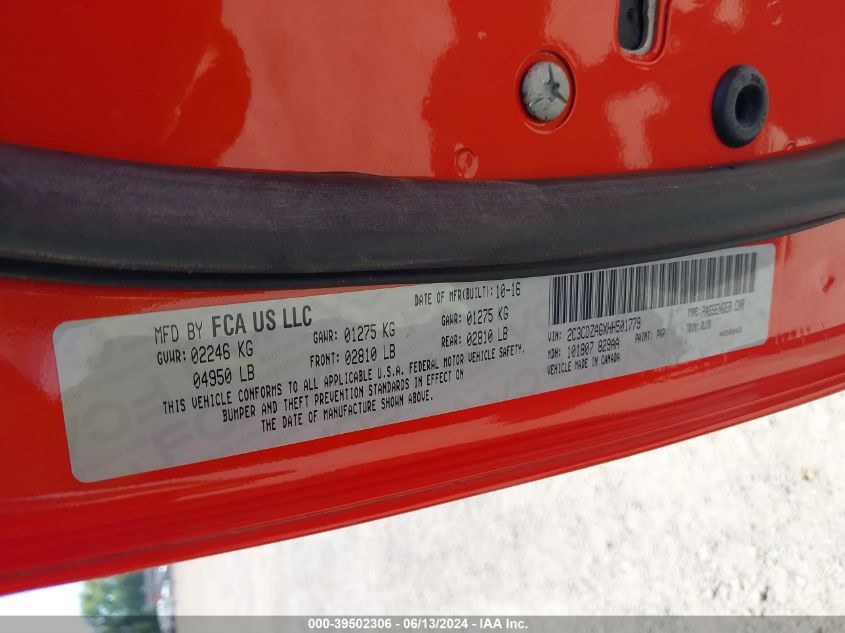 MFD BY FCA US LLC
DATE OF MFR(BUILT): 10-16
GVWR: 02246 KG
04950 LB
GAWR: 01275 KG
FRONT: 02810 LB
GAWR: 01275 KG
REAR: 02810 LB
THIS VEHICLE CONFORMS TO ALL APPLICABLE U.S.A. FEDERAL MOTOR VEHICLE SAFETY,
BUMPER AND THEFT PREVENTION STANDARDS IN EFFECT ON
THE DATE OF MANUFACTURE SHOWN ABOVE.
VIN: 2C3CDZAGXHH501779
TYPE: PASSENGER CAR
MDH: 101807 829AA
PAINT:
TRIM:
VEHICLE MADE IN CANADA
000-39502306 - 06/13/2024 - IAA Inc.